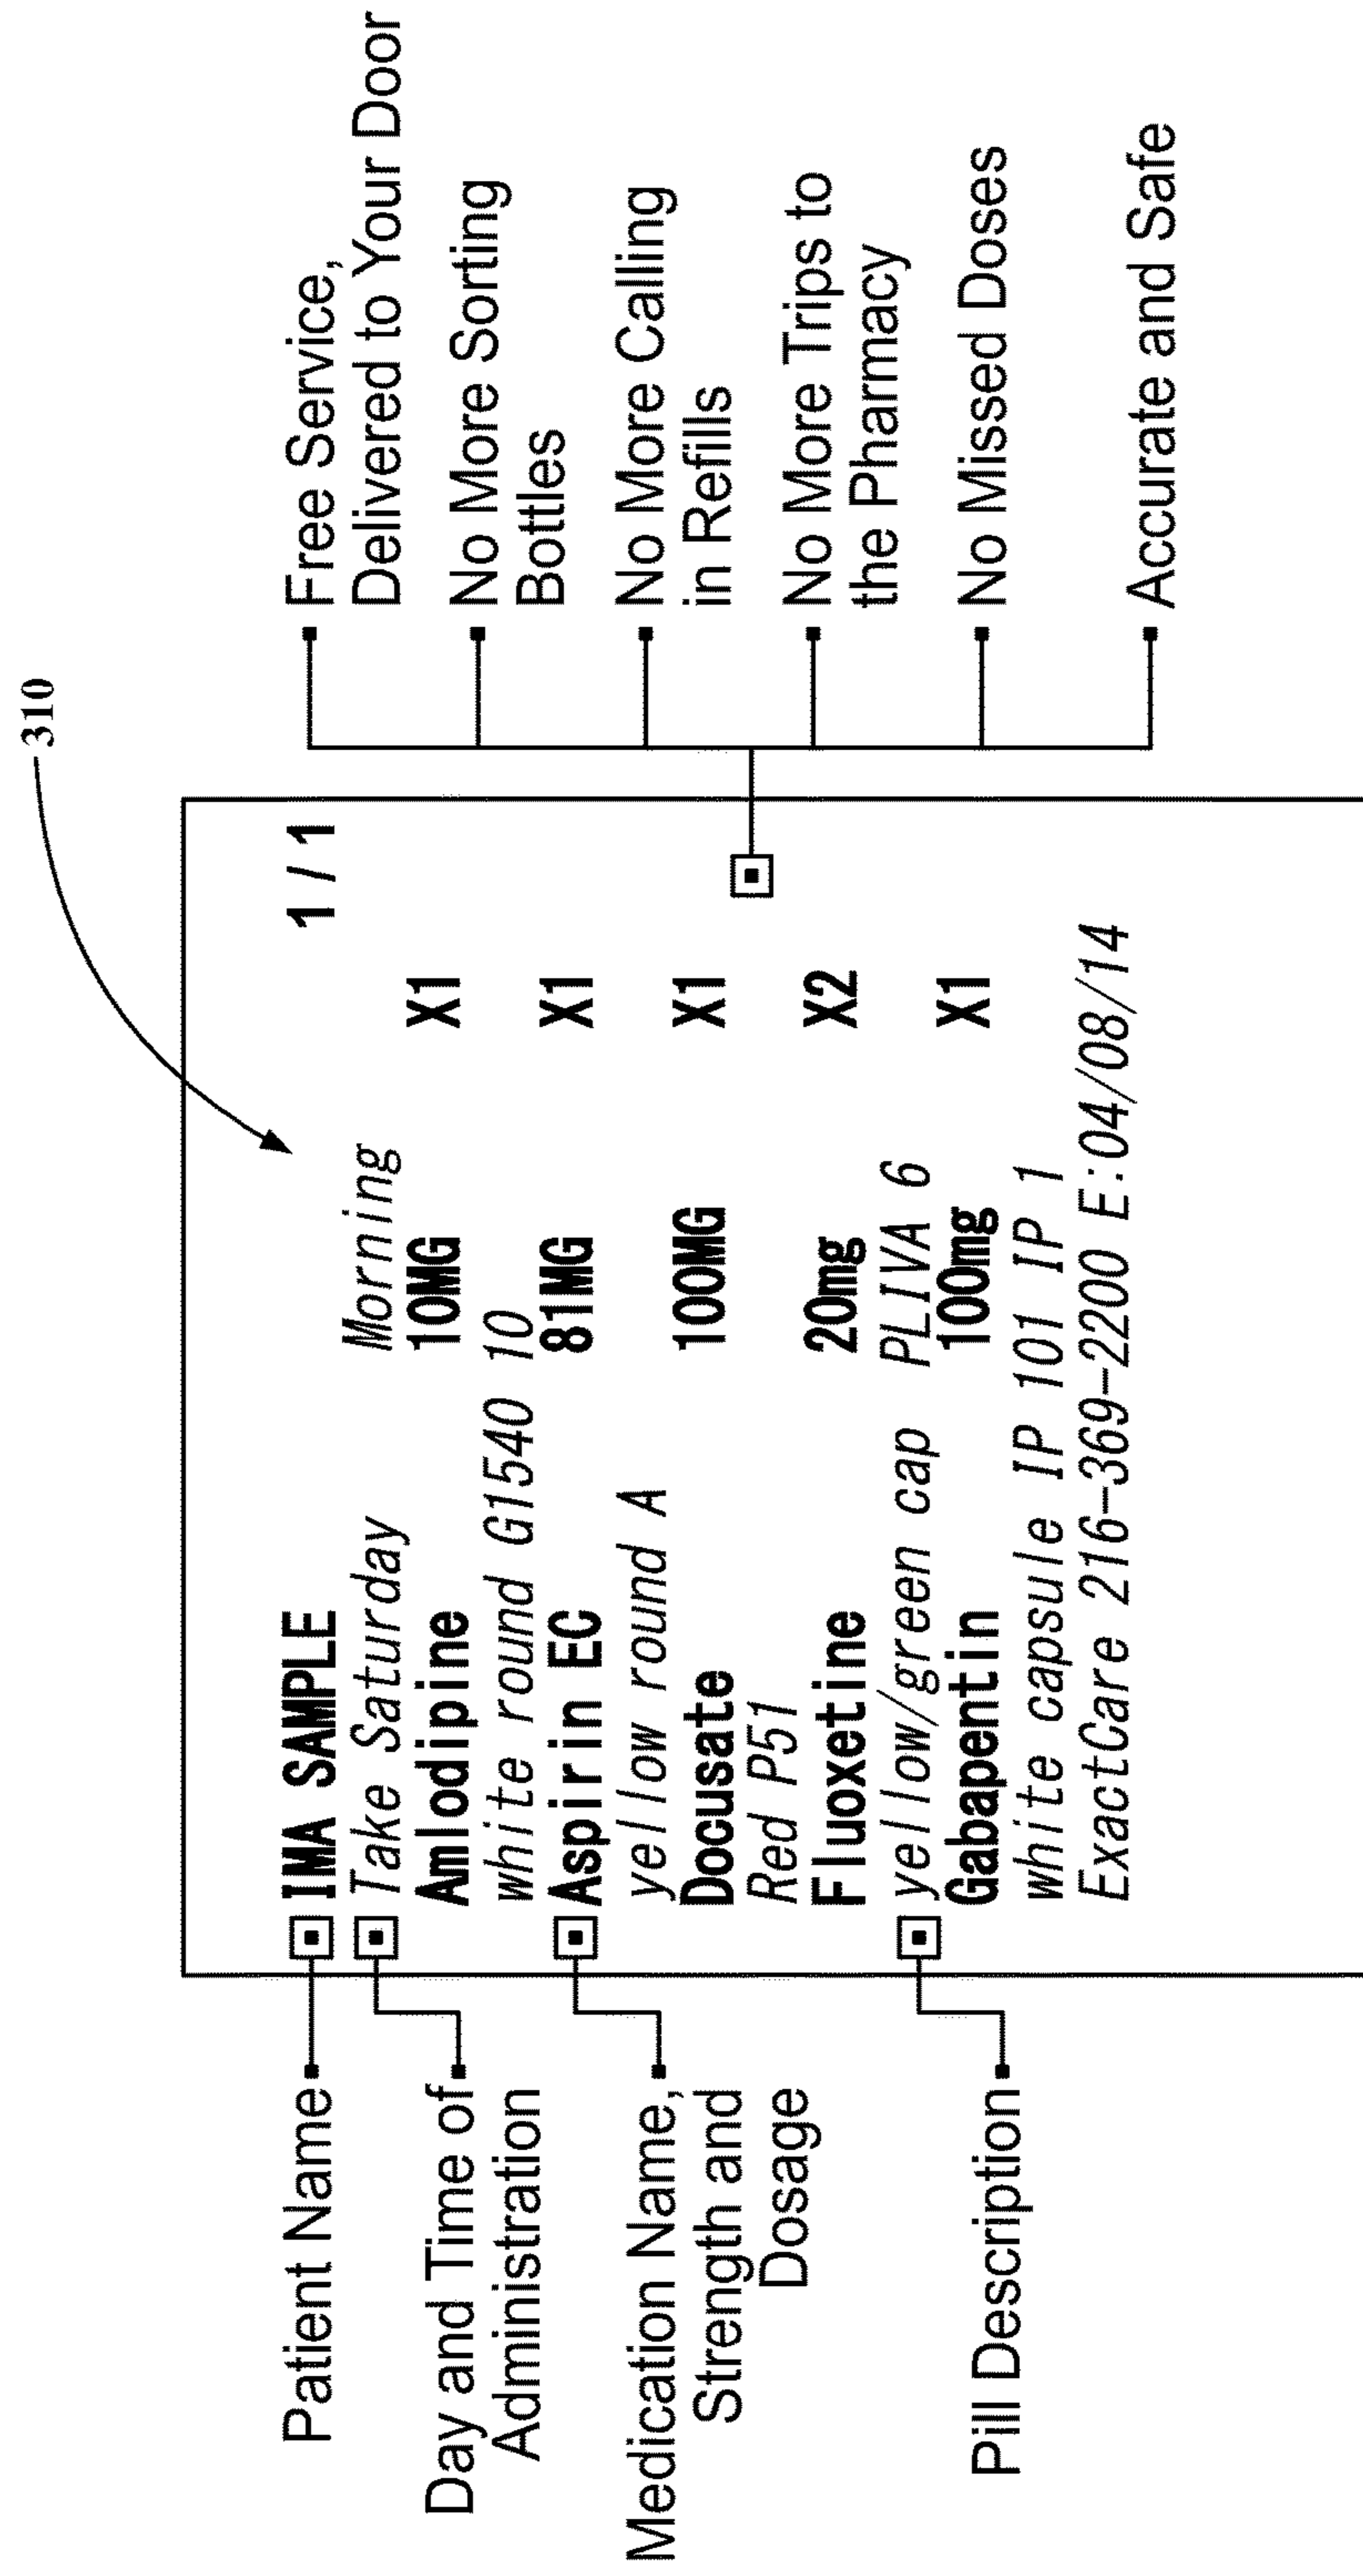 310
Patient Name
Day and Time of
Administration
Medication Name,
Strength and
Dosage
Pill Description
IMA SAMPLE 1 / 1
Take Saturday Morning
Amlodipine 10MG X1
white round G1540 10
Aspirin EC 81MG X1
yellow round A
Docusate 100MG X1
Red P51
Fluoxetine 20mg X2
yellow/green cap PLIVA 6
Gabapentin 100mg X1
white capsule IP 101 IP 1
ExactCare 216-369-2200 E:04/08/14
Free Service,
Delivered to Your Door
No More Sorting
Bottles
No More Calling
in Refills
No More Trips to
the Pharmacy
No Missed Doses
Accurate and Safe